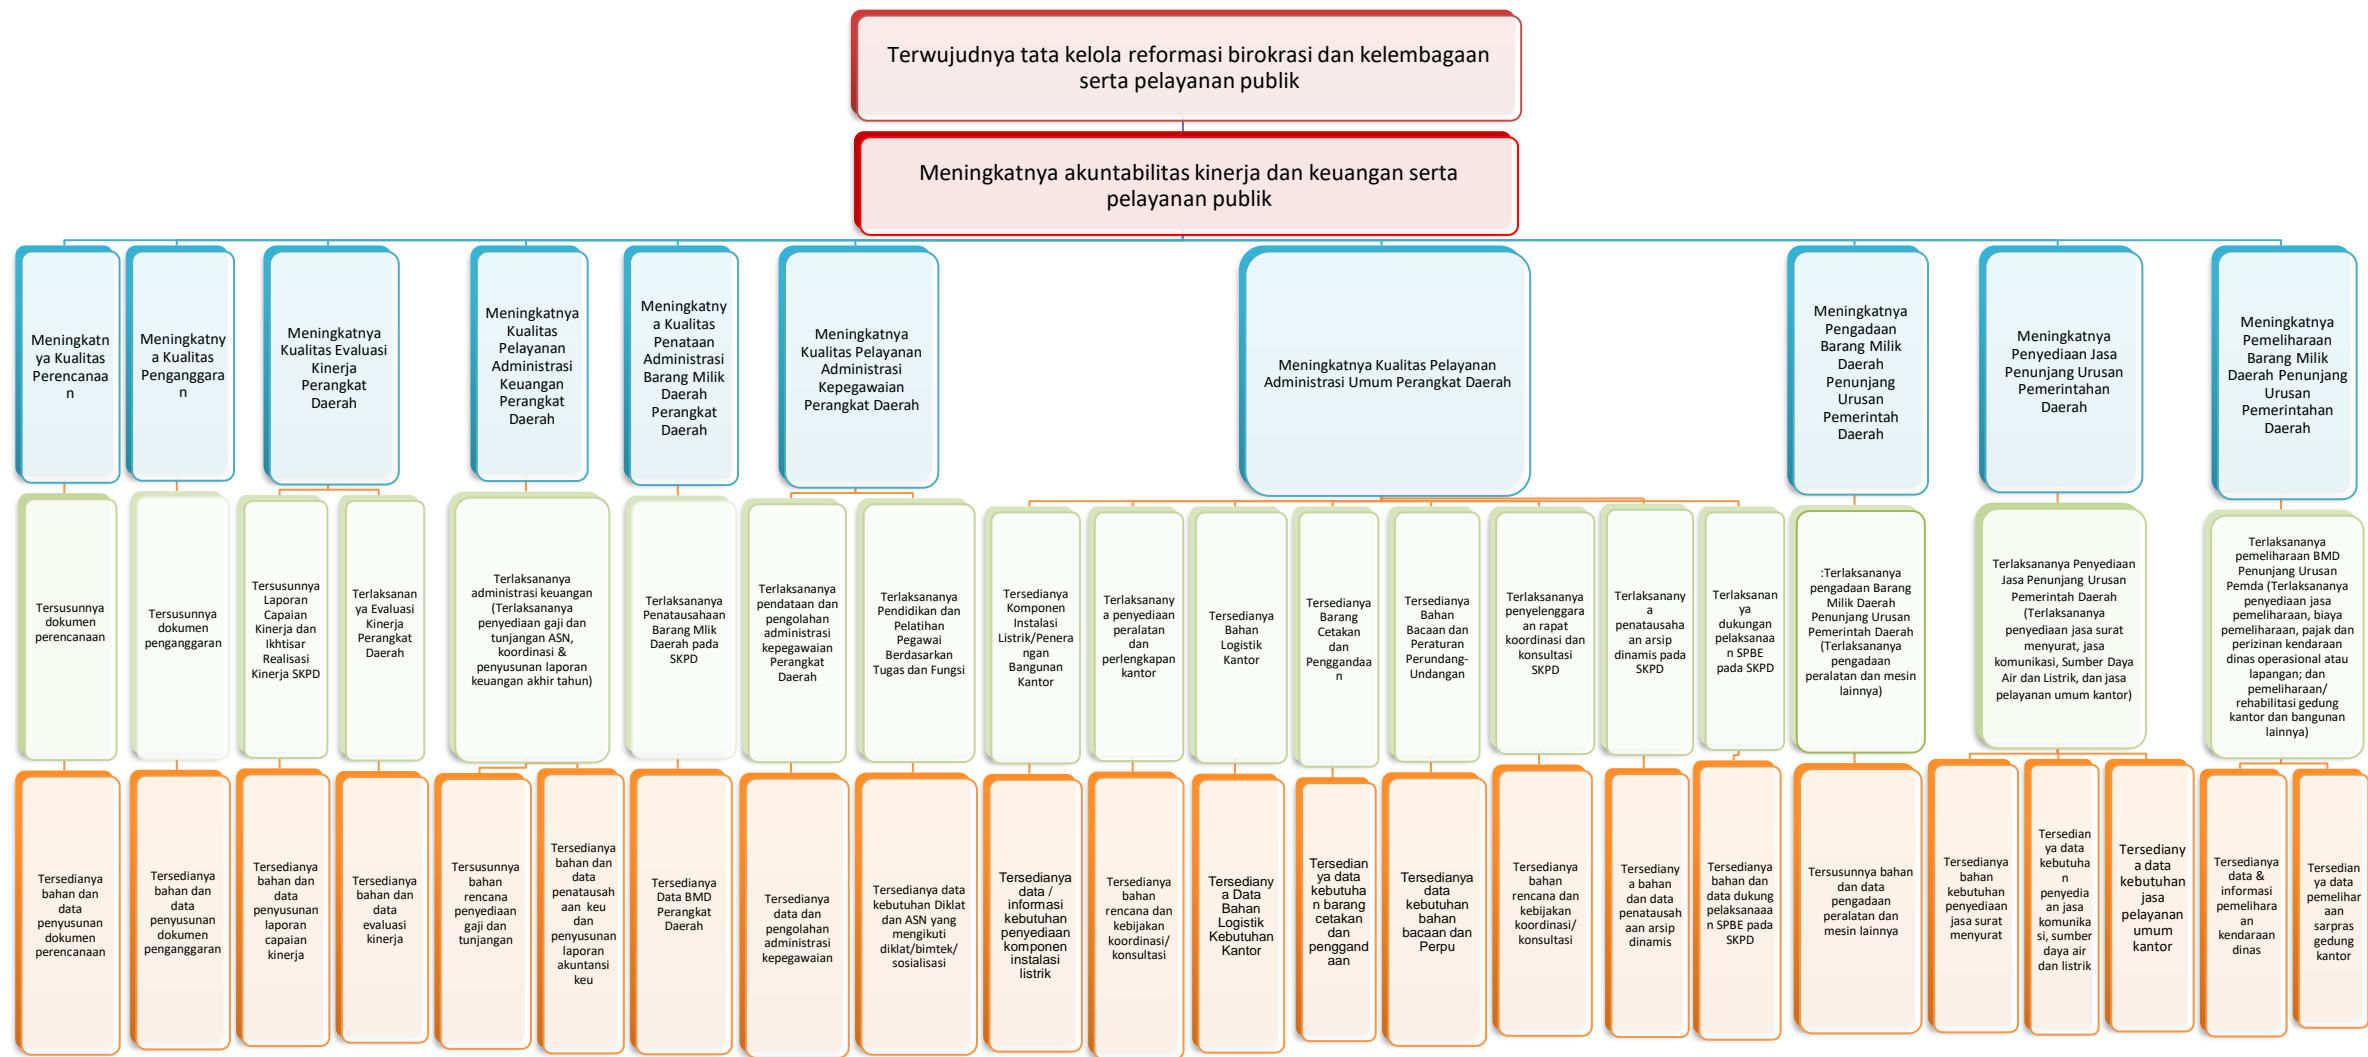 Terwujudnya tata kelola reformasi birokrasi dan kelembagaan
serta pelayanan publik
Meningkatnya akuntabilitas kinerja dan keuangan serta
pelayanan publik
Meningkatn
ya Kualitas
Perencanaa
n
Meningkatny
a Kualitas
Penganggara
n
Meningkatnya
Kualitas Evaluasi
Kinerja
Perangkat
Daerah
Meningkatnya
Kualitas
Pelayanan
Administrasi
Keuangan
Perangkat
Daerah
Meningkatny
a Kualitas
Penataan
Administrasi
Barang Milik
Daerah
Perangkat
Daerah
Meningkatnya
Kualitas Pelayanan
Administrasi
Kepegawaian
Perangkat Daerah
Meningkatnya Kualitas Pelayanan
Administrasi Umum Perangkat Daerah
Meningkatnya
Pengadaan
Barang Milik
Daerah
Penunjang
Urusan
Pemerintah
Daerah
Meningkatnya
Penyediaan Jasa
Penunjang Urusan
Pemerintahan
Daerah
Meningkatnya
Pemeliharaan
Barang Milik
Daerah Penunjang
Urusan
Pemerintahan
Daerah
Tersusunnya
dokumen
perencanaan
Tersusunnya
dokumen
penganggaran
Tersusunnya
Laporan
Capaian
Kinerja dan
Ikhtisar
Realisasi
Kinerja SKPD
Terlaksanan
ya Evaluasi
Kinerja
Perangkat
Daerah
Terlaksananya
administrasi keuangan
(Terlaksananya
penyediaan gaji dan
tunjangan ASN,
koordinasi &
penyusunan laporan
keuangan akhir tahun)
Terlaksananya
Penatausahaan
Barang Mlik
Daerah pada
SKPD
Terlaksananya
pendataan dan
pengolahan
administrasi
kepegawaian
Perangkat
Daerah
Terlaksananya
Pendidikan dan
Pelatihan
Pegawai
Berdasarkan
Tugas dan Fungsi
Tersedianya
Komponen
Instalasi
Listrik/Penera
ngan
Bangunan
Kantor
Terlaksanany
a penyediaan
peralatan
dan
perlengkapan
kantor
Tersedianya
Bahan
Logistik
Kantor
Tersedianya
Barang
Cetakan
dan
Penggandaa
n
Tersedianya
Bahan
Bacaan dan
Peraturan
Perundang-
Undangan
Terlaksananya
penyelenggara
an rapat
koordinasi dan
konsultasi
SKPD
Terlaksanany
a
penatausaha
an arsip
dinamis pada
SKPD
Terlaksanan
ya
dukungan
pelaksanaa
n SPBE
pada SKPD
:Terlaksananya
pengadaan Barang
Milik Daerah
Penunjang Urusan
Pemerintah Daerah
(Terlaksananya
pengadaan
peralatan dan mesin
lainnya)
Terlaksananya Penyediaan
Jasa Penunjang Urusan
Pemerintah Daerah
(Terlaksananya
penyediaan jasa surat
menyurat, jasa
komunikasi, Sumber Daya
Air dan Listrik, dan jasa
pelayanan umum kantor)
Terlaksananya
pemeliharaan BMD
Penunjang Urusan
Pemda (Terlaksananya
penyediaan jasa
pemeliharaan, biaya
pemeliharaan, pajak dan
perizinan kendaraan
dinas operasional atau
lapangan; dan
pemeliharaan/
rehabilitasi gedung
kantor dan bangunan
lainnya)
Tersedianya
bahan dan
data
penyusunan
dokumen
perencanaan
Tersedianya
bahan dan
data
penyusunan
dokumen
penganggaran
Tersedianya
bahan dan
data
penyusunan
laporan
capaian
kinerja
Tersedianya
bahan dan
data
evaluasi
kinerja
Tersusunnya
bahan
rencana
penyediaan
gaji dan
tunjangan
Tersedianya
bahan dan
data
penatausah
aan  keu
dan
penyusunan
laporan
akuntansi
keu
Tersedianya
Data BMD
Perangkat
Daerah
Tersedianya
data dan
pengolahan
administrasi
kepegawaian
Tersedianya data
kebutuhan Diklat
dan ASN yang
mengikuti
diklat/bimtek/
sosialisasi
Tersedianya
data /
informasi
kebutuhan
penyediaan
komponen
instalasi
listrik
Tersedianya
bahan
rencana dan
kebijakan
koordinasi/
konsultasi
Tersediany
a Data
Bahan
Logistik
Kebutuhan
Kantor
Tersedian
ya data
kebutuha
n barang
cetakan
dan
penggand
aan
Tersedianya
data
kebutuhan
bahan
bacaan dan
Perpu
Tersedianya
bahan
rencana dan
kebijakan
koordinasi/
konsultasi
Tersediany
a bahan
dan data
penatausah
aan arsip
dinamis
Tersedianya
bahan dan
data dukung
pelaksanaaa
n SPBE pada
SKPD
Tersusunnya bahan
dan data
pengadaan
peralatan dan
mesin lainnya
Tersedianya
bahan
kebutuhan
penyediaan
jasa surat
menyurat
Tersedian
ya data
kebutuha
n
penyedia
an jasa
komunika
si, sumber
daya air
dan listrik
Tersediany
a data
kebutuhan
jasa
pelayanan
umum
kantor
Tersedianya
data &
informasi
pemelihara
an
kendaraan
dinas
Tersedian
ya data
pemelihar
aan
sarpras
gedung
kantor